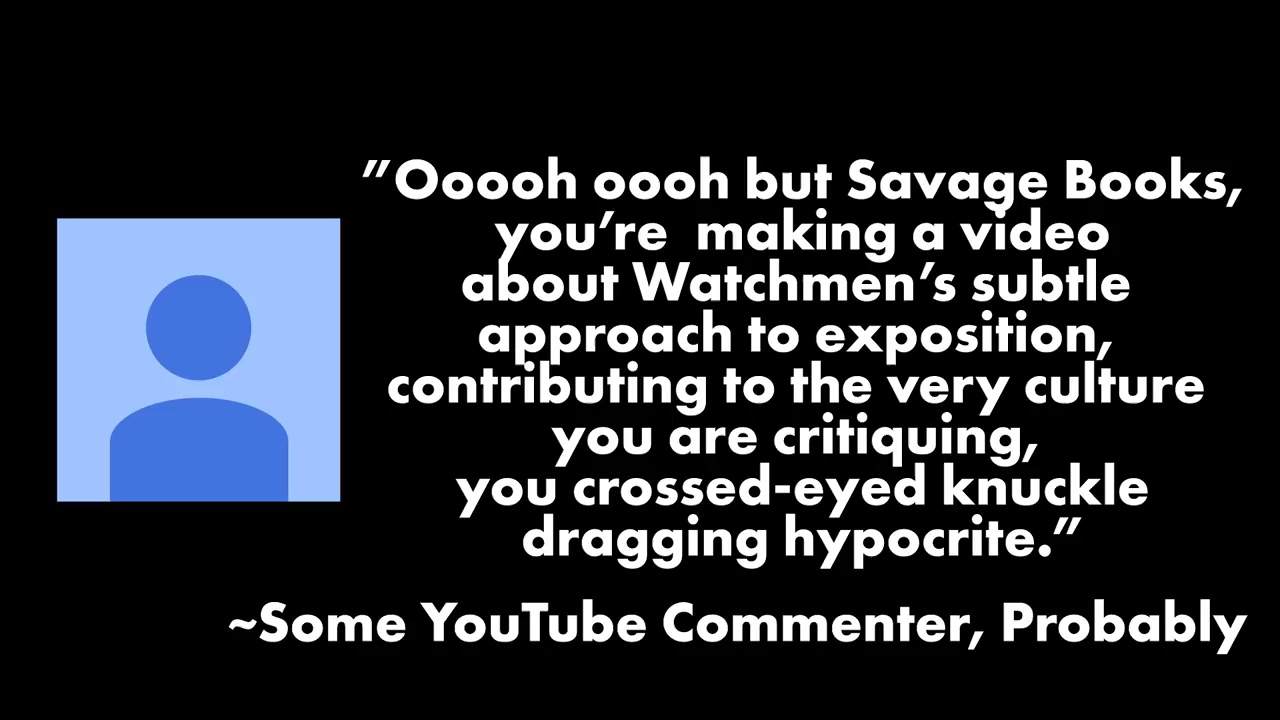 ”Ooooh oooh but Savage Books,
you’re  making a video
about Watchmen’s subtle
approach to exposition,
contributing to the very culture
you are critiquing,
you crossed-eyed knuckle
dragging hypocrite.”
~Some YouTube Commenter, Probably